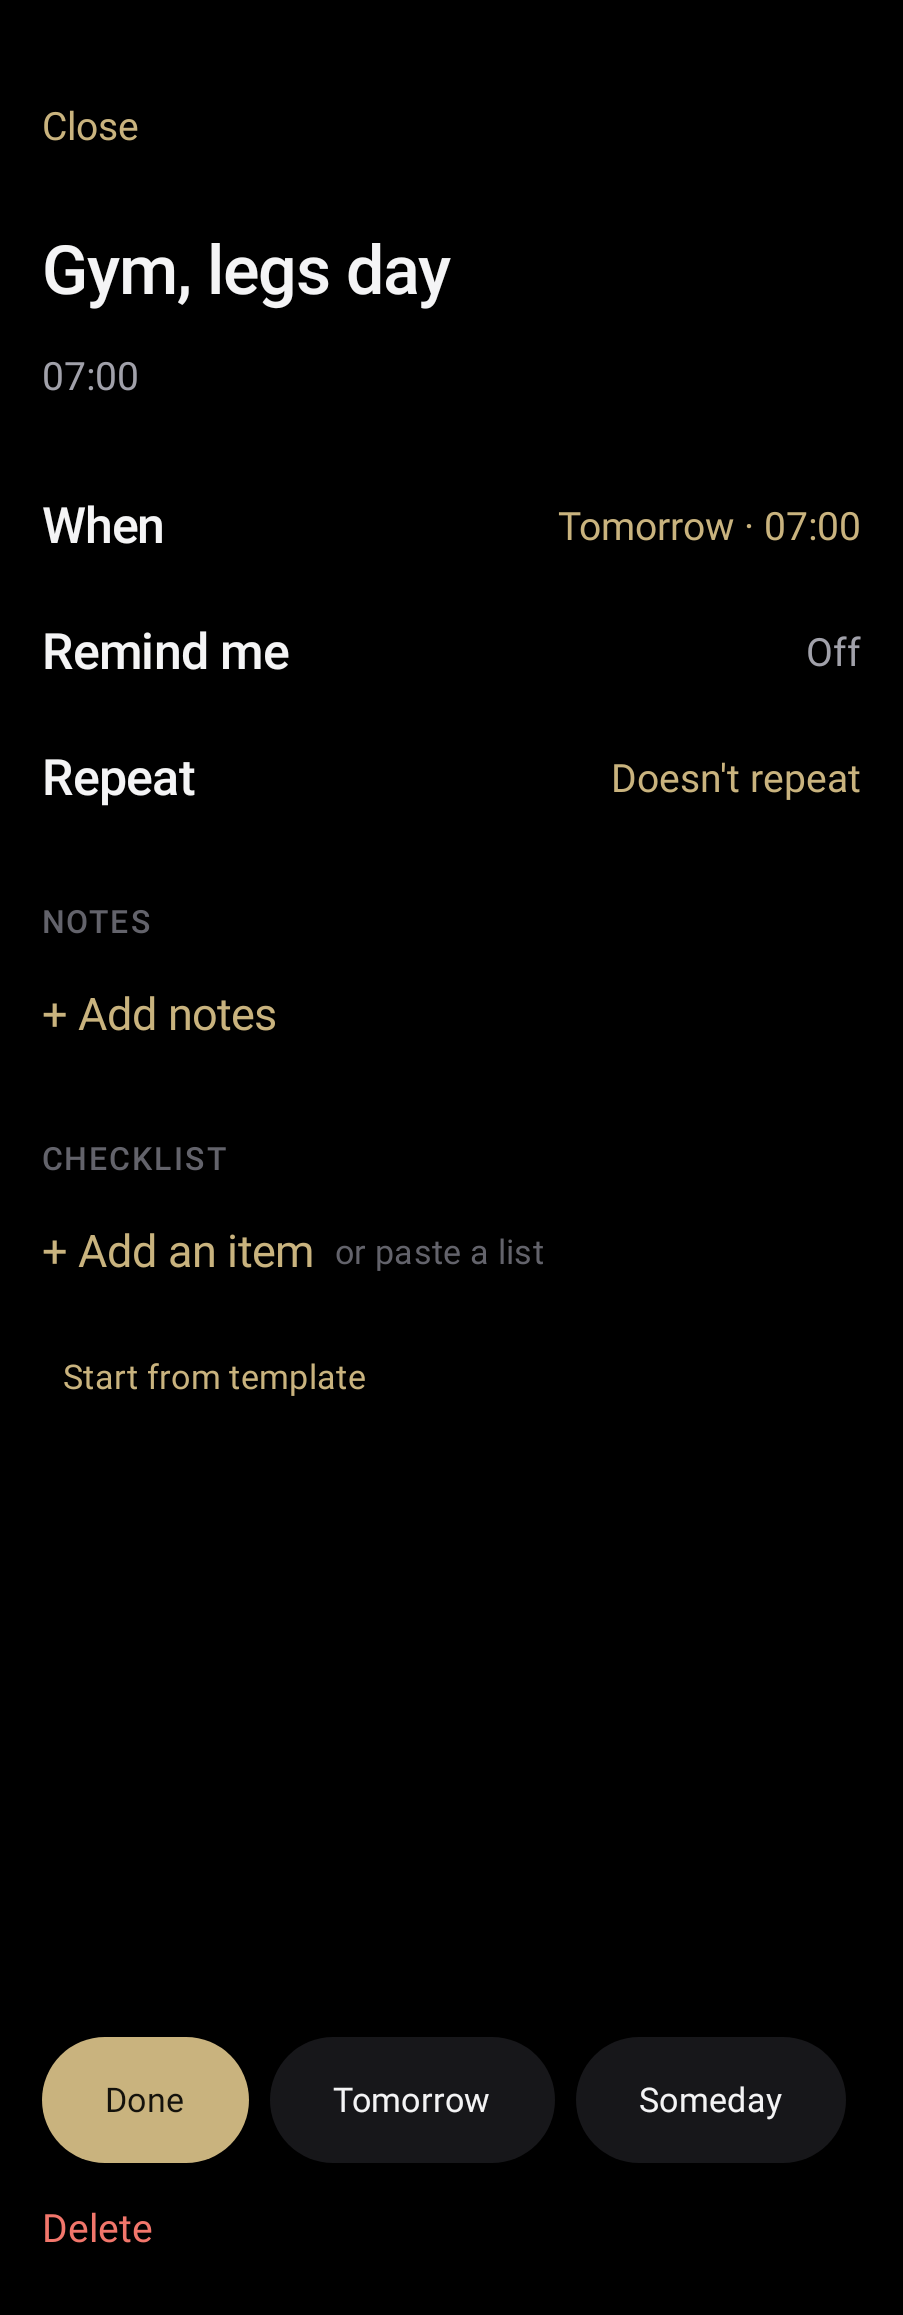 Close
Gym, legs day
07:00
When Tomorrow · 07:00
Remind me Off
Repeat Doesn't repeat
NOTES
+ Add notes
CHECKLIST
+ Add an item or paste a list
Start from template
Done Tomorrow Someday
Delete